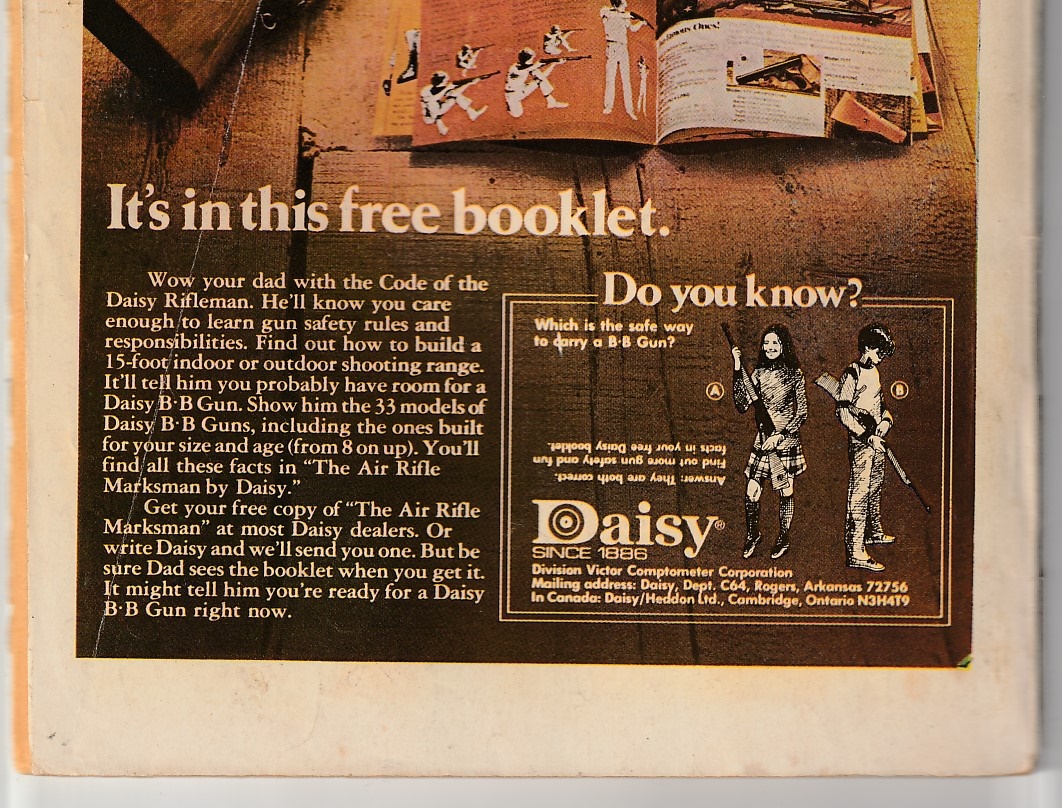 Famous Ones!
It's in this free booklet.
Wow your dad with the Code of the
Daisy Rifleman. He'll know you care
enough to learn gun safety rules and
responsibilities. Find out how to build a
15-foot indoor or outdoor shooting range.
It'll tell him you probably have room for a
Daisy B·B Gun. Show him the 33 models of
Daisy B·B Guns, including the ones built
for your size and age (from 8 on up). You'll
find all these facts in "The Air Rifle
Marksman by Daisy."
Get your free copy of "The Air Rifle
Marksman" at most Daisy dealers. Or
write Daisy and we'll send you one. But be
sure Dad sees the booklet when you get it.
It might tell him you're ready for a Daisy
B·B Gun right now.
Do you know?
Which is the safe way
to carry a B·B Gun?
A
B
Answer: They are both correct.
Find out more gun safety and fun
facts in your free Daisy booklet.
Daisy®
SINCE 1886
Division Victor Comptometer Corporation
Mailing address: Daisy, Dept. C64, Rogers, Arkansas 72756
In Canada: Daisy/Heddon Ltd., Cambridge, Ontario N3H4T9